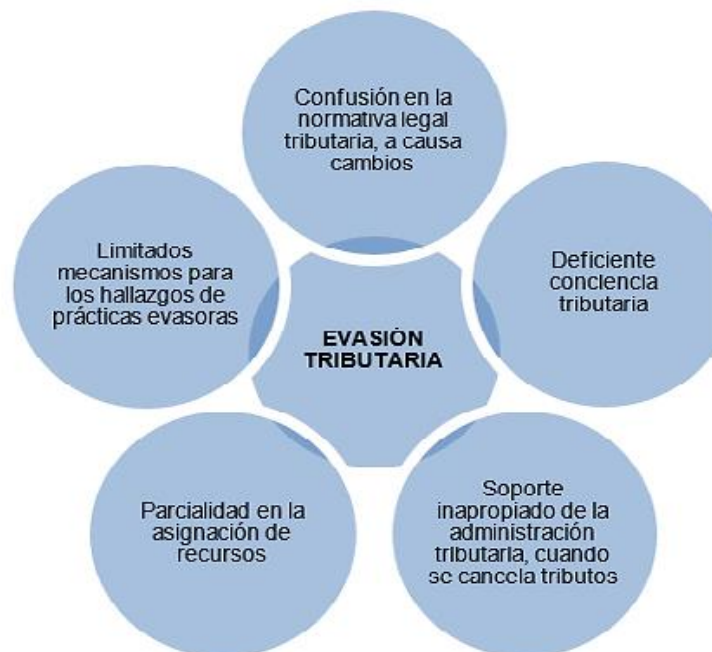 Confusión en la
normativa legal
tributaria, a causa
cambios
Limitados
mecanismos para
los hallazgos de
prácticas evasoras
Deficiente
conciencia
tributaria
EVASIÓN
TRIBUTARIA
Parcialidad en la
asignación de
recursos
Soporte
inapropiado de la
administración
tributaria, cuando
se cancela tributos